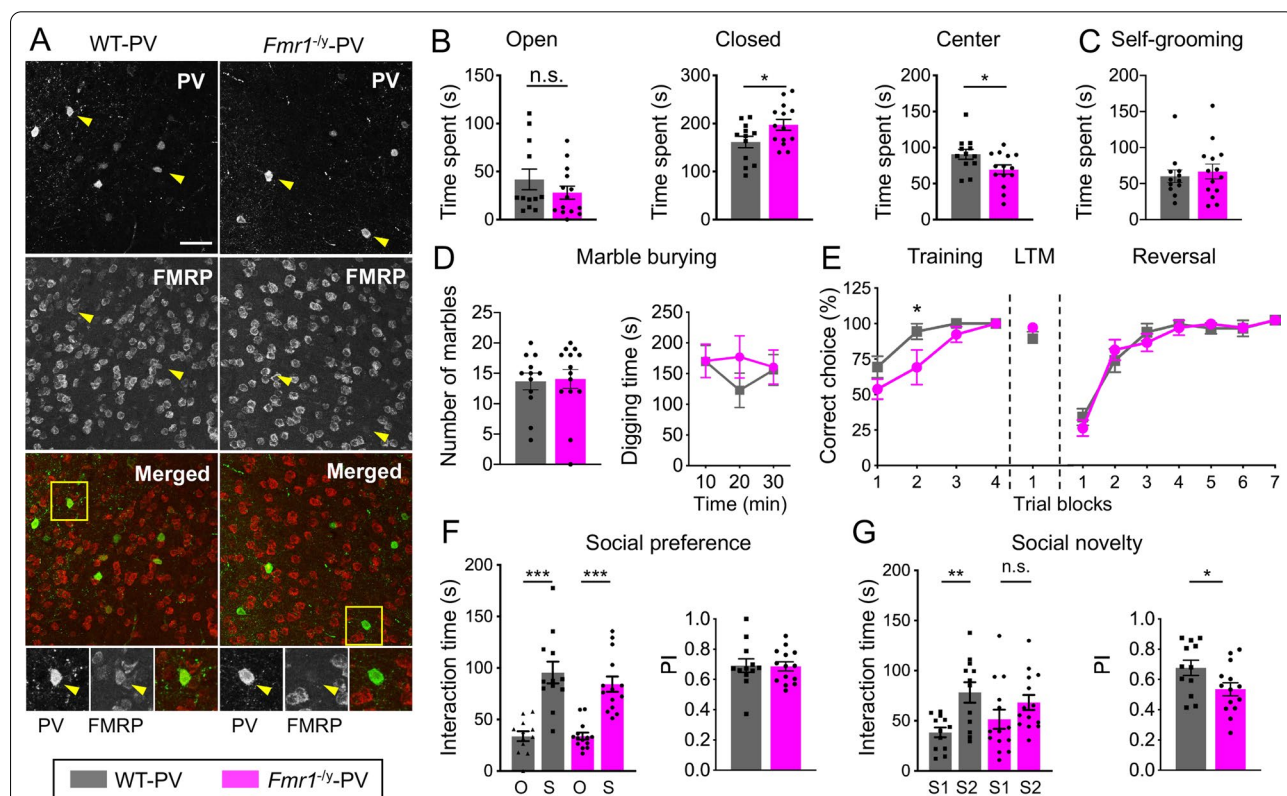 A
WT-PV Fmr1-/y-PV
PV PV
FMRP FMRP
Merged Merged
PV FMRP PV FMRP
WT-PV Fmr1-/y-PV
B
Open Closed Center
Time spent (s)
150
100
50
0
n.s.
Time spent (s)
300
200
100
0
*
Time spent (s)
200
150
100
50
0
*
C Self-grooming
Time spent (s)
200
150
100
50
0
D Marble burying
Number of marbles
25
20
15
10
5
0
Digging time (s)
300
250
200
150
100
50
0
10 20 30
Time (min)
E Training LTM Reversal
Correct choice (%)
125
100
75
50
25
0
*
1 2 3 4 1 1 2 3 4 5 6 7
Trial blocks
F Social preference
Interaction time (s)
200
150
100
50
0
*** ***
O S O S
PI
1.0
0.8
0.6
0.4
0.2
0.0
G Social novelty
Interaction time (s)
200
150
100
50
0
** n.s.
S1 S2 S1 S2
PI
1.0
0.8
0.6
0.4
0.2
0.0
*